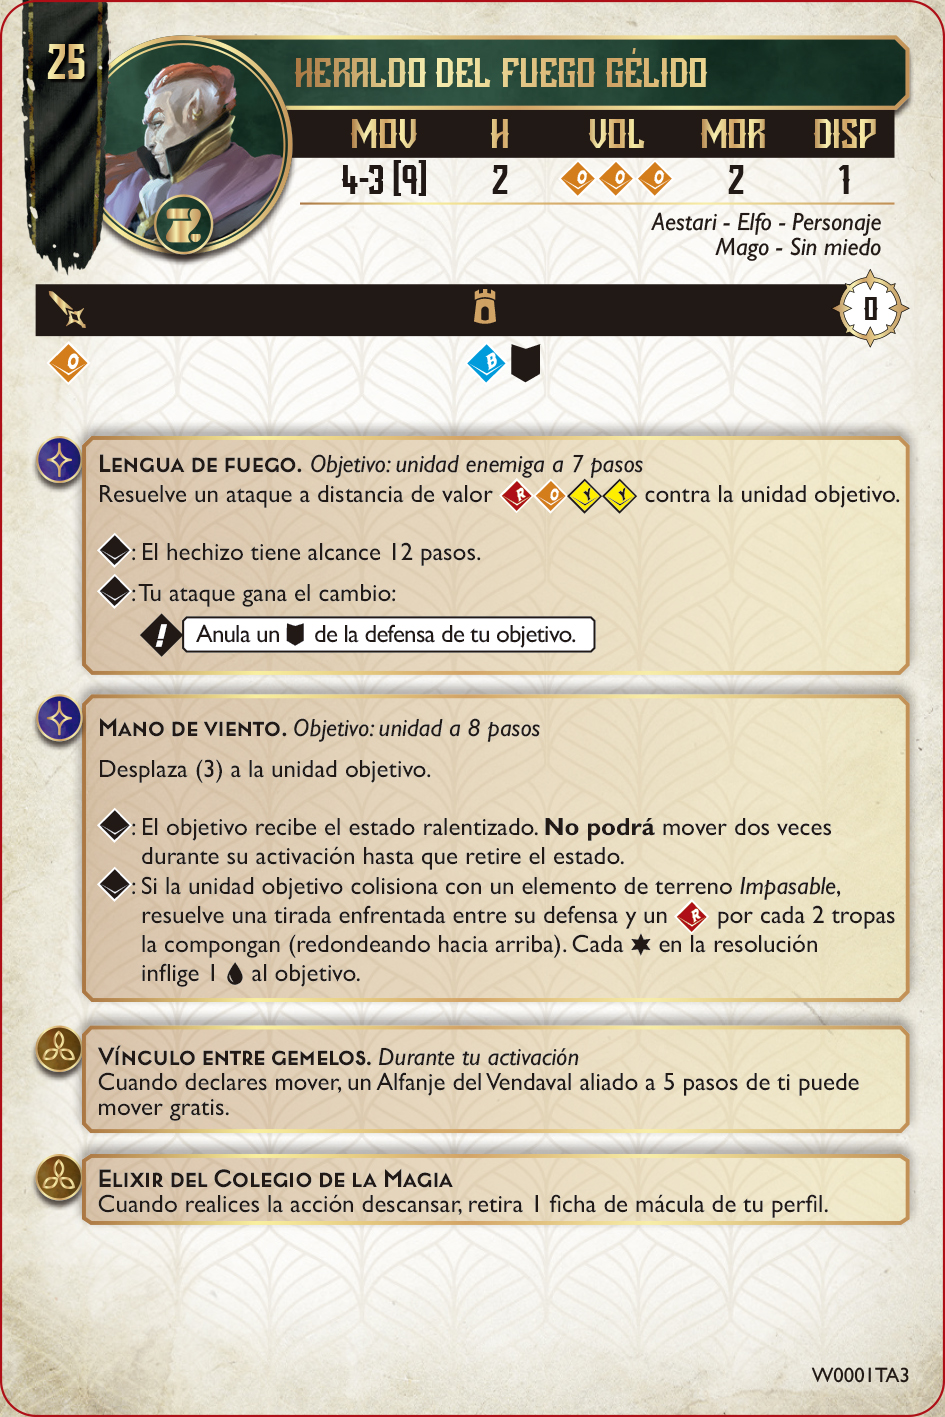 25
HERALDO DEL FUEGO GÉLIDO
MOV H VOL MOR DISP
4-3 [9] 2 O O O 2 1
Aestari - Elfo - Personaje
Mago - Sin miedo
0
O B
LENGUA DE FUEGO. Objetivo: unidad enemiga a 7 pasos
Resuelve un ataque a distancia de valor R O Y Y contra la unidad objetivo.
: El hechizo tiene alcance 12 pasos.
: Tu ataque gana el cambio:
! Anula un de la defensa de tu objetivo.
MANO DE VIENTO. Objetivo: unidad a 8 pasos
Desplaza (3) a la unidad objetivo.
: El objetivo recibe el estado ralentizado. No podrá mover dos veces
durante su activación hasta que retire el estado.
: Si la unidad objetivo colisiona con un elemento de terreno Impasable,
resuelve una tirada enfrentada entre su defensa y un R por cada 2 tropas
la compongan (redondeando hacia arriba). Cada en la resolución
inflige 1 al objetivo.
VÍNCULO ENTRE GEMELOS. Durante tu activación
Cuando declares mover, un Alfanje del Vendaval aliado a 5 pasos de ti puede
mover gratis.
ELIXIR DEL COLEGIO DE LA MAGIA
Cuando realices la acción descansar, retira 1 ficha de mácula de tu perfil.
W0001TA3